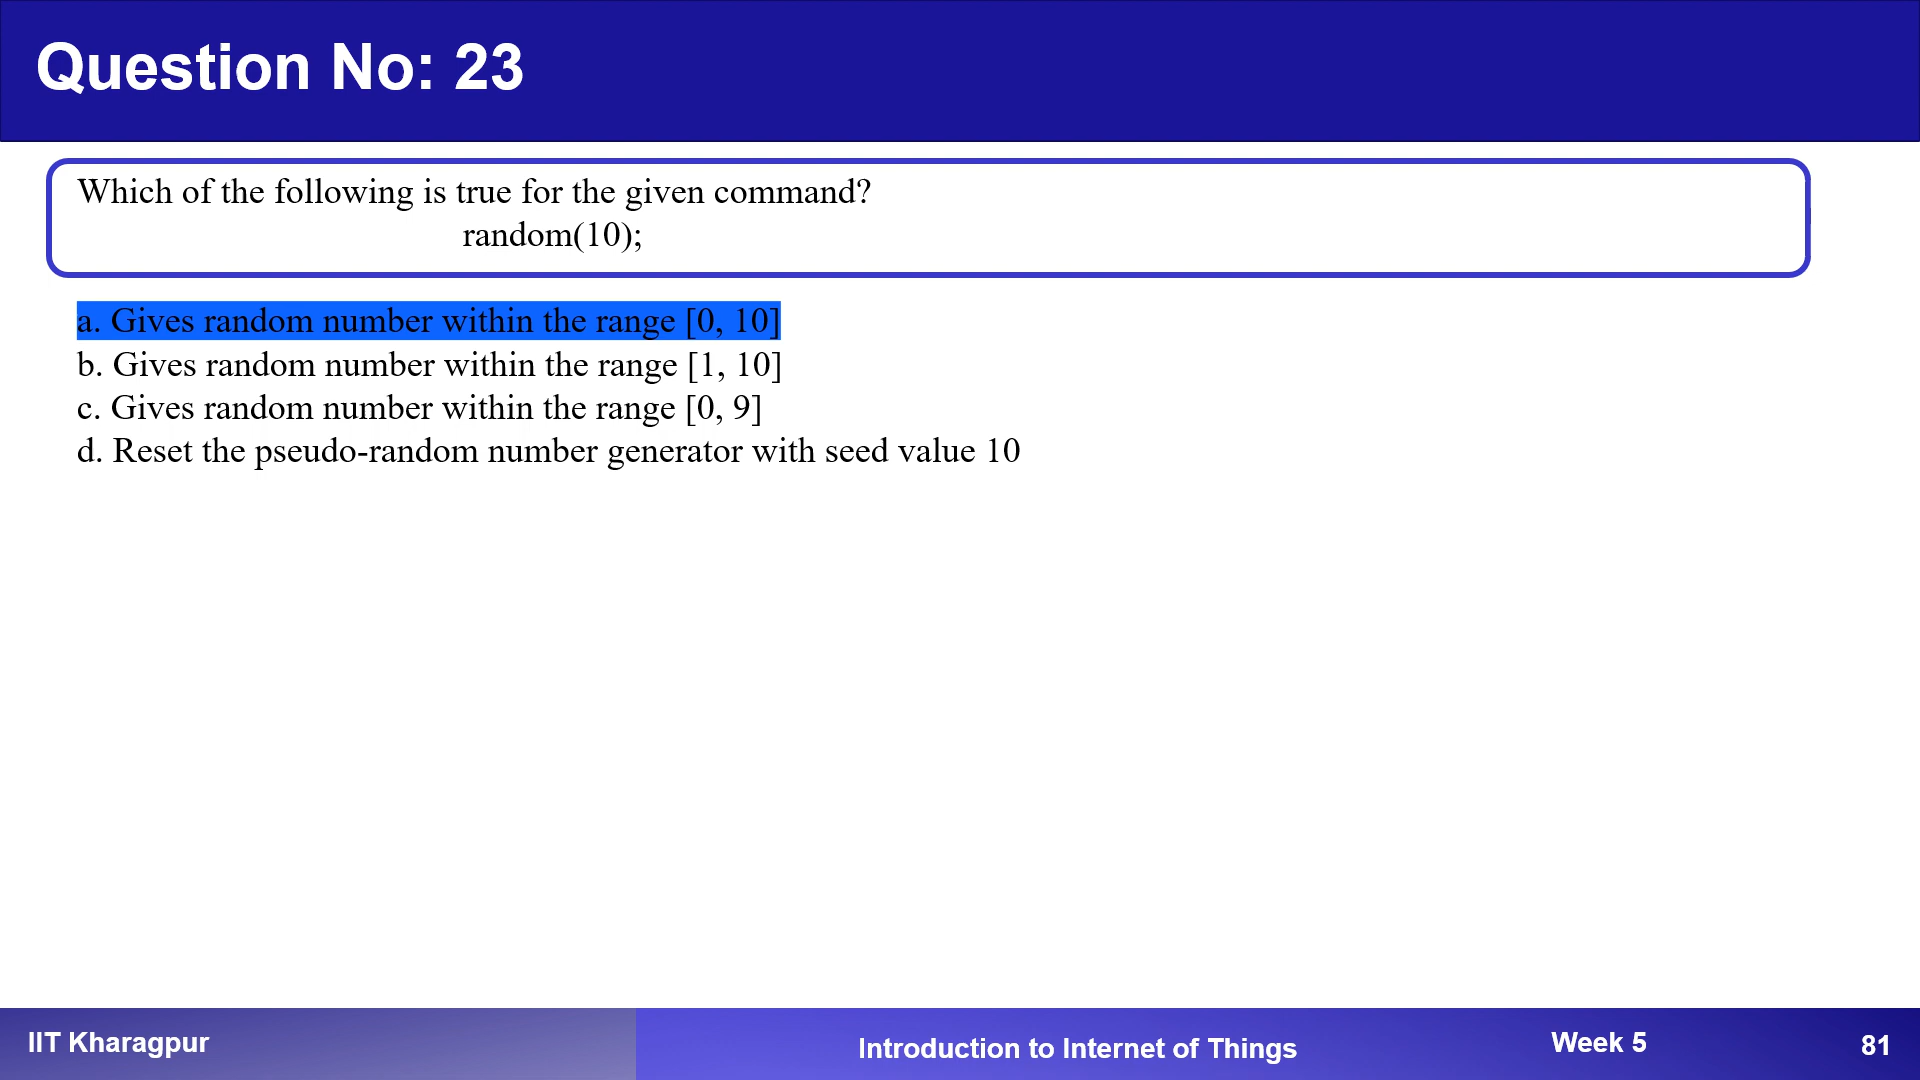 Question No: 23
Which of the following is true for the given command?
random(10);
a. Gives random number within the range [0, 10]
b. Gives random number within the range [1, 10]
c. Gives random number within the range [0, 9]
d. Reset the pseudo-random number generator with seed value 10
IIT Kharagpur
Introduction to Internet of Things
Week 5
81